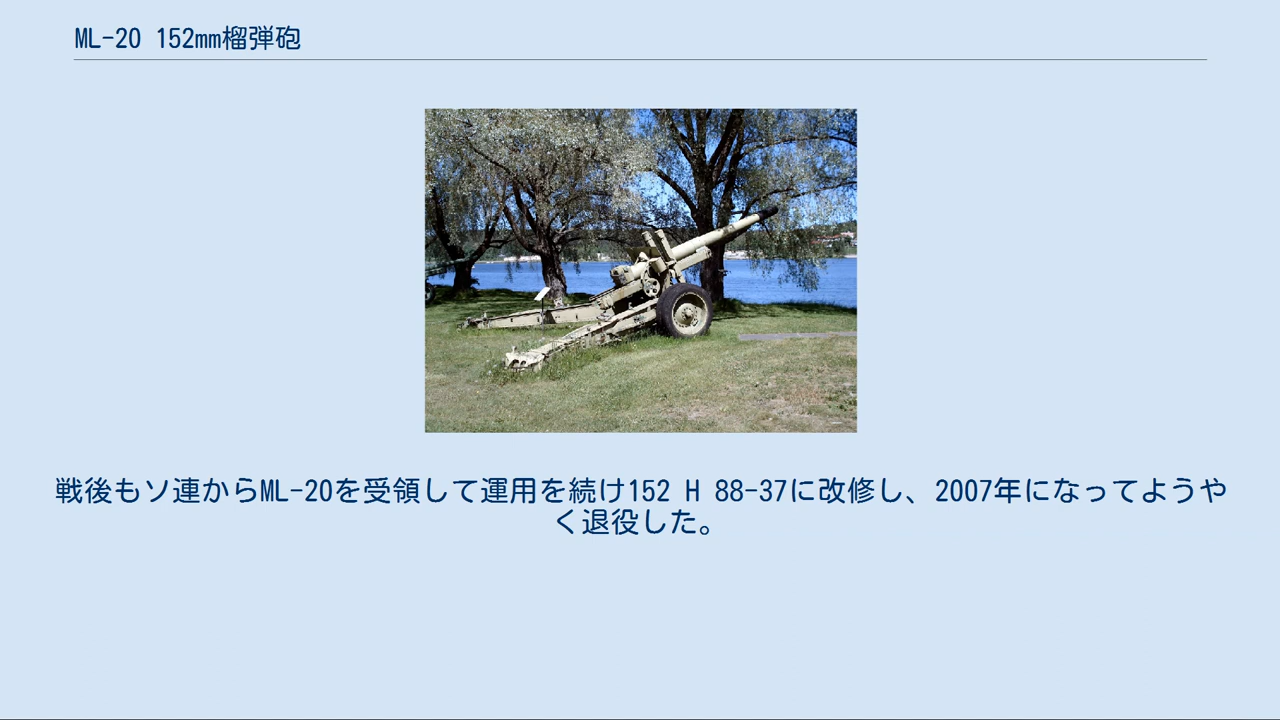 ML-20 152mm榴弾砲
戦後もソ連からML-20を受領して運用を続け152 H 88-37に改修し、2007年になってようや
く退役した。